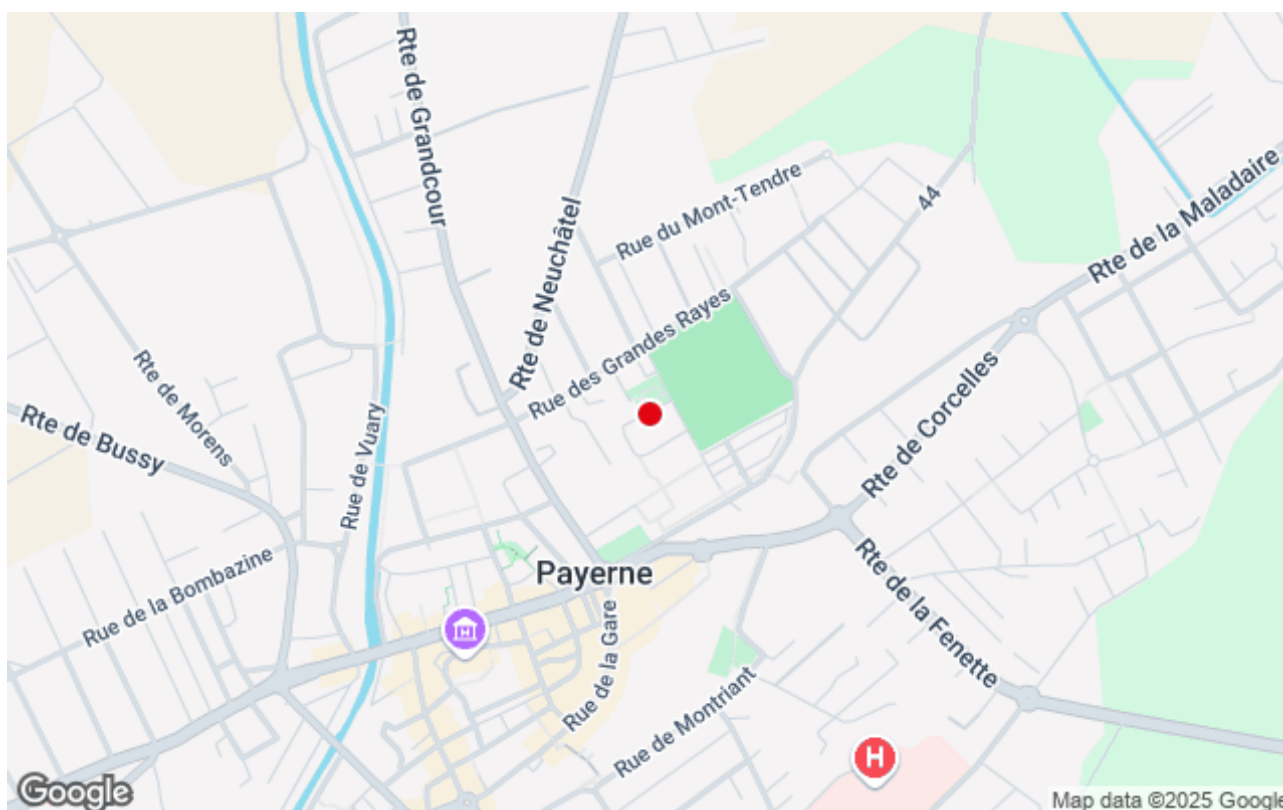 Rte de Grandcour
Rte de Neuchâtel
Rue du Mont-Tendre
44
Rte de la Maladaire
Rue des Grandes Rayes
Rte de Morens
Rte de Bussy
Rue de Vuary
Rte de Corcelles
Rue de la Bombazine
Payerne
Rte de la Fenette
Rue de la Gare
Rue de Montriant
H
Google
Map data ©2025 Google